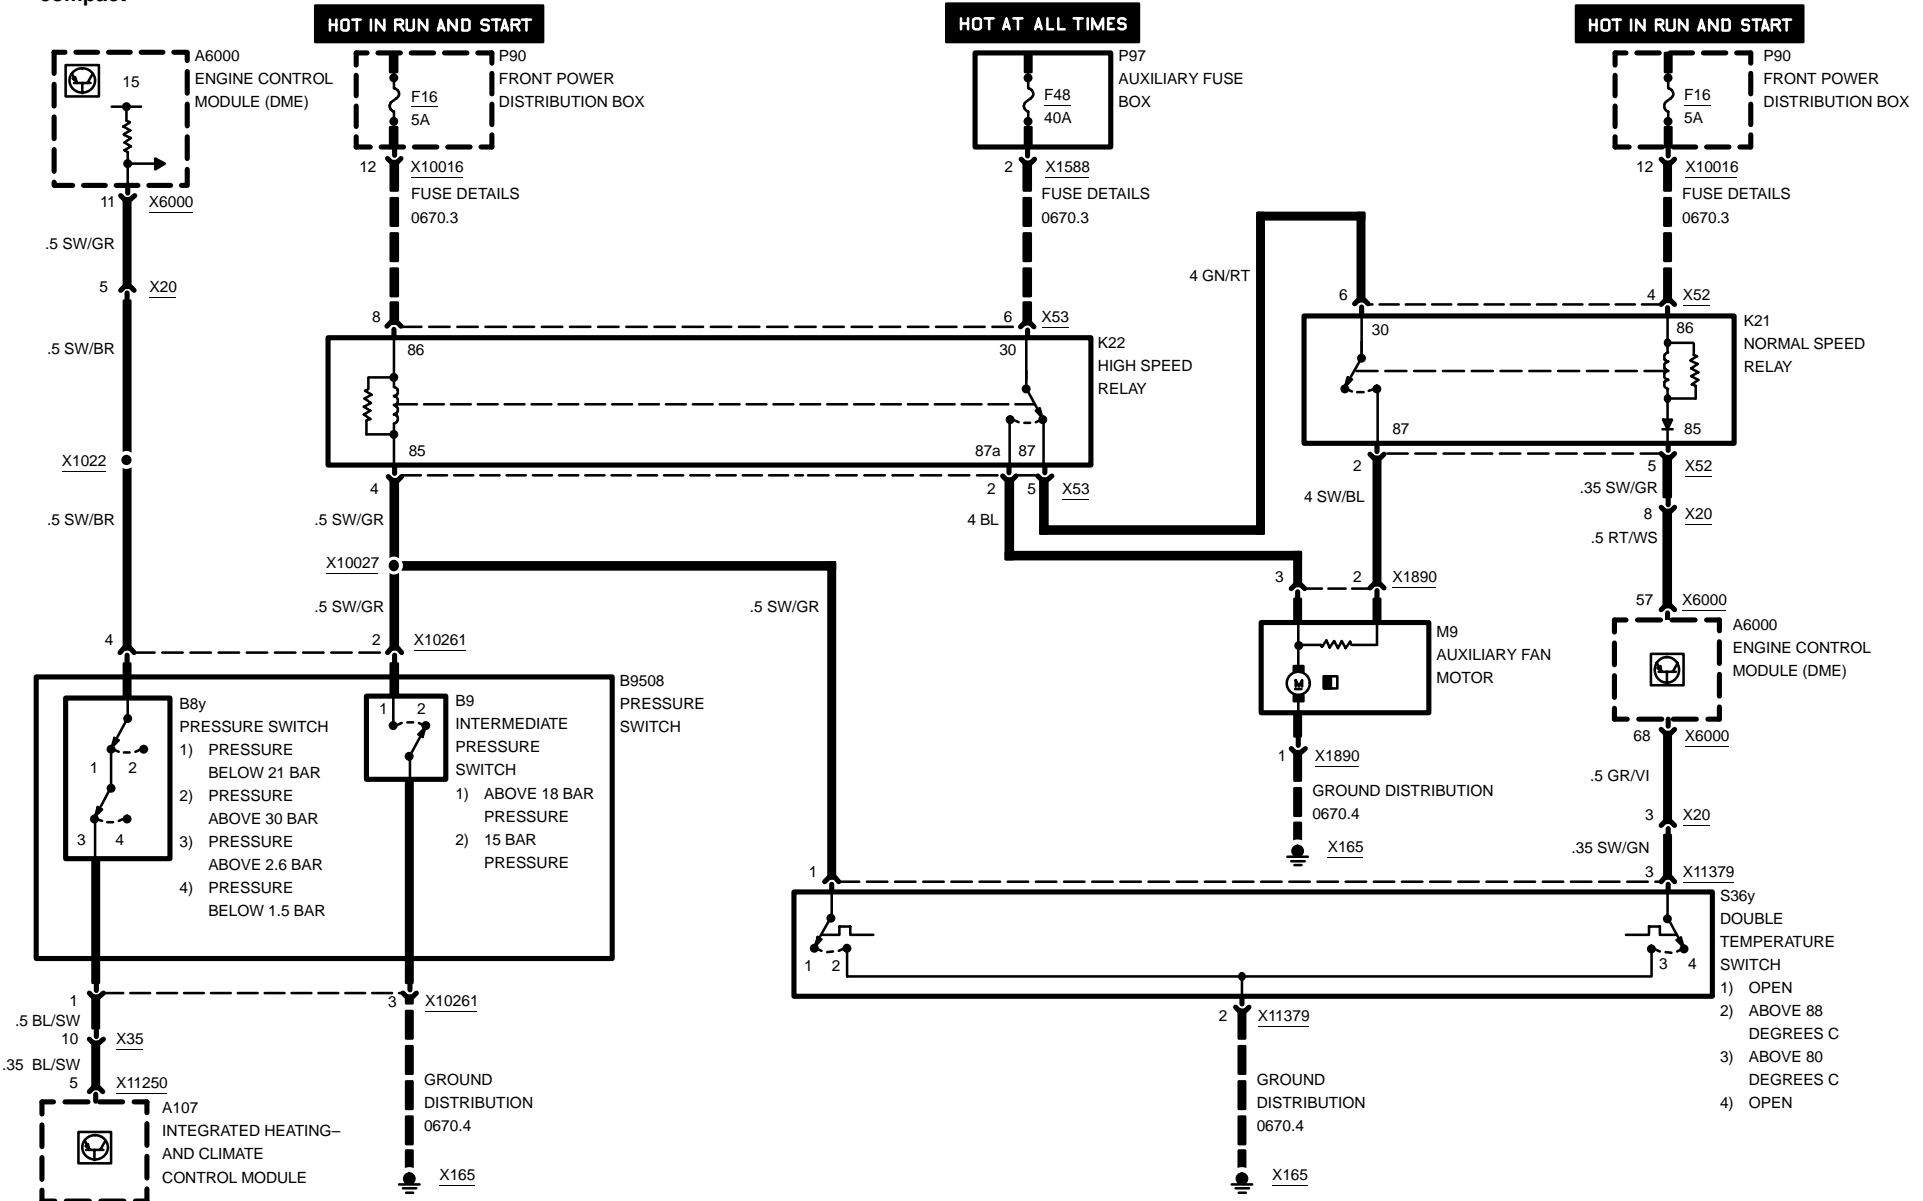 compact
HOT IN RUN AND START
HOT AT ALL TIMES
HOT IN RUN AND START
A6000
ENGINE CONTROL
MODULE (DME)
15
11
X6000
.5 SW/GR
5
X20
.5 SW/BR
X1022
.5 SW/BR
4
P90
FRONT POWER
DISTRIBUTION BOX
F16
5A
12
X10016
FUSE DETAILS
0670.3
8
P97
AUXILIARY FUSE
BOX
F48
40A
2
X1588
FUSE DETAILS
0670.3
6
X53
P90
FRONT POWER
DISTRIBUTION BOX
F16
5A
12
X10016
FUSE DETAILS
0670.3
4 GN/RT
6
4
X52
K22
HIGH SPEED
RELAY
86
30
85
87a
87
4
2
5
X53
K21
NORMAL SPEED
RELAY
30
86
87
85
2
5
X52
.5 SW/GR
4 BL
4 SW/BL
.35 SW/GR
8
X20
.5 RT/WS
X10027
.5 SW/GR
.5 SW/GR
2
X10261
3
2
X1890
57
X6000
M9
AUXILIARY FAN
MOTOR
M
1
X1890
GROUND DISTRIBUTION
0670.4
X165
A6000
ENGINE CONTROL
MODULE (DME)
68
X6000
.5 GR/VI
3
X20
.35 SW/GN
B9508
PRESSURE
SWITCH
B8y
PRESSURE SWITCH
1) PRESSURE
BELOW 21 BAR
2) PRESSURE
ABOVE 30 BAR
3) PRESSURE
ABOVE 2.6 BAR
4) PRESSURE
BELOW 1.5 BAR
1
2
3
4
1
2
B9
INTERMEDIATE
PRESSURE
SWITCH
1) ABOVE 18 BAR
PRESSURE
2) 15 BAR
PRESSURE
1
3
X11379
S36y
DOUBLE
TEMPERATURE
SWITCH
1) OPEN
2) ABOVE 88
DEGREES C
3) ABOVE 80
DEGREES C
4) OPEN
1
2
3
4
1
3
X10261
.5 BL/SW
10
X35
.35 BL/SW
5
X11250
A107
INTEGRATED HEATING–
AND CLIMATE
CONTROL MODULE
GROUND
DISTRIBUTION
0670.4
X165
2
X11379
GROUND
DISTRIBUTION
0670.4
X165